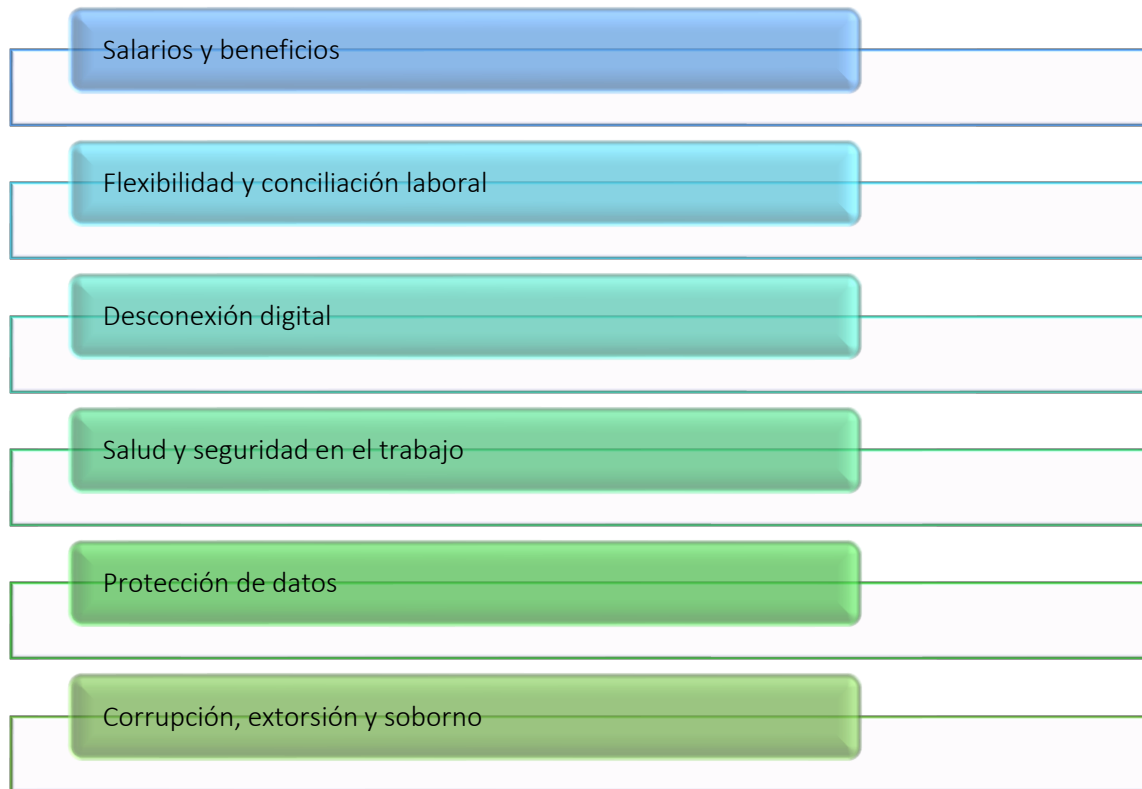 Salarios y beneficios
Flexibilidad y conciliación laboral
Desconexión digital
Salud y seguridad en el trabajo
Protección de datos
Corrupción, extorsión y soborno